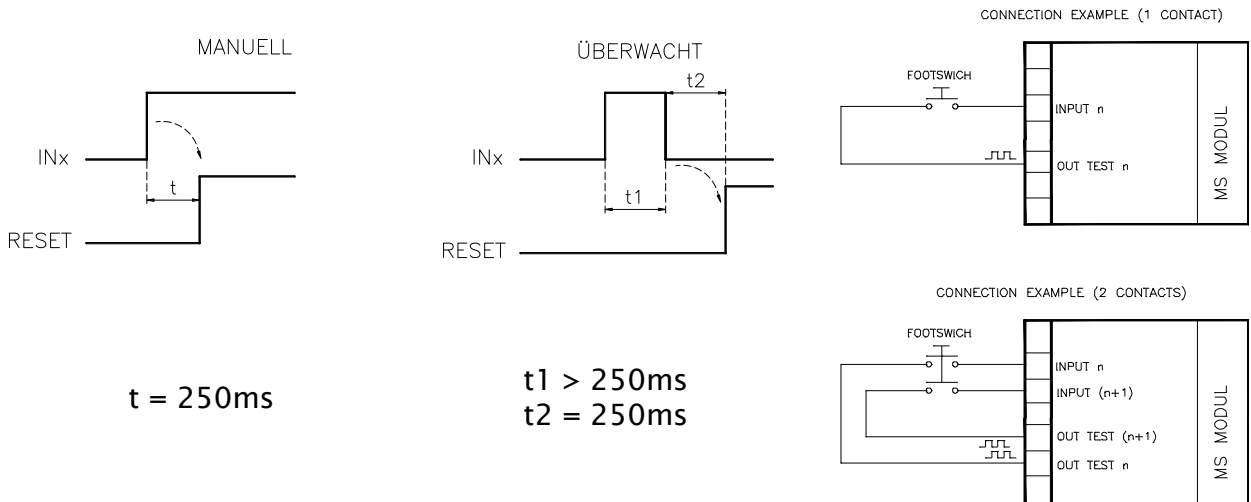 MANUELL
INx
t
RESET
t = 250ms
ÜBERWACHT
t2
INx
t1
RESET
t1 > 250ms
t2 = 250ms
CONNECTION EXAMPLE (1 CONTACT)
FOOTSWICH
INPUT n
OUT TEST n
MS MODUL
CONNECTION EXAMPLE (2 CONTACTS)
FOOTSWICH
INPUT n
INPUT (n+1)
OUT TEST (n+1)
OUT TEST n
MS MODUL